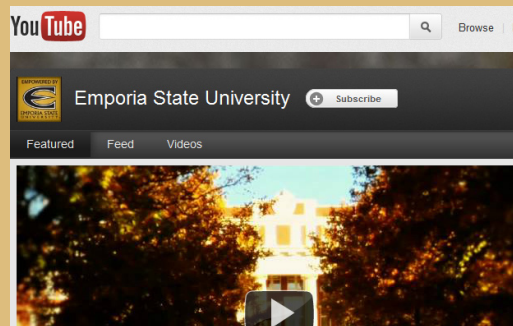 YouTube
Browse
EMPOWERED BY
E
EMPORIA STATE
UNIVERSITY
Emporia State University
Subscribe
Featured Feed Videos